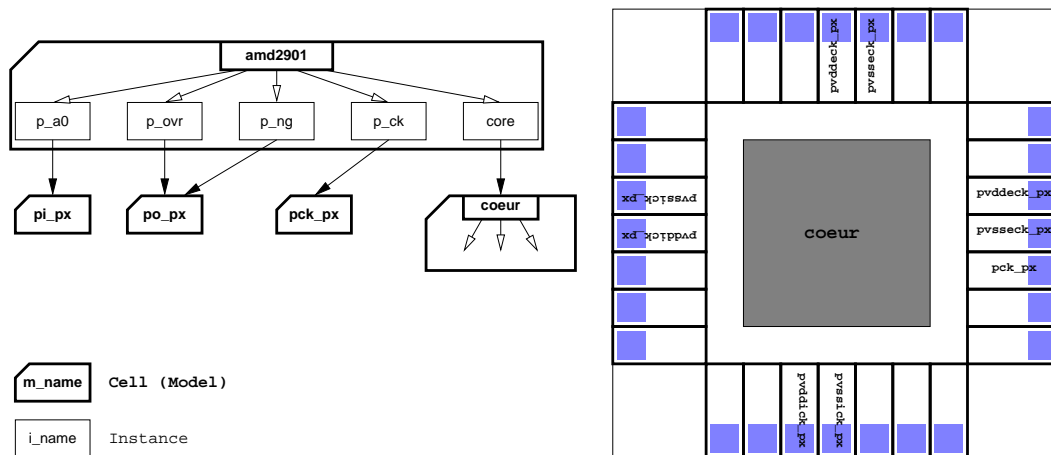 amd2901
p_a0
p_ovr
p_ng
p_ck
core
pi_px
po_px
pck_px
coeur
m_name
Cell (Model)
i_name
Instance
pvddeck_px
pvsseck_px
pvssick_px
pvddick_px
coeur
pvddeck_px
pvsseck_px
pck_px
pvddick_px
pvssick_px